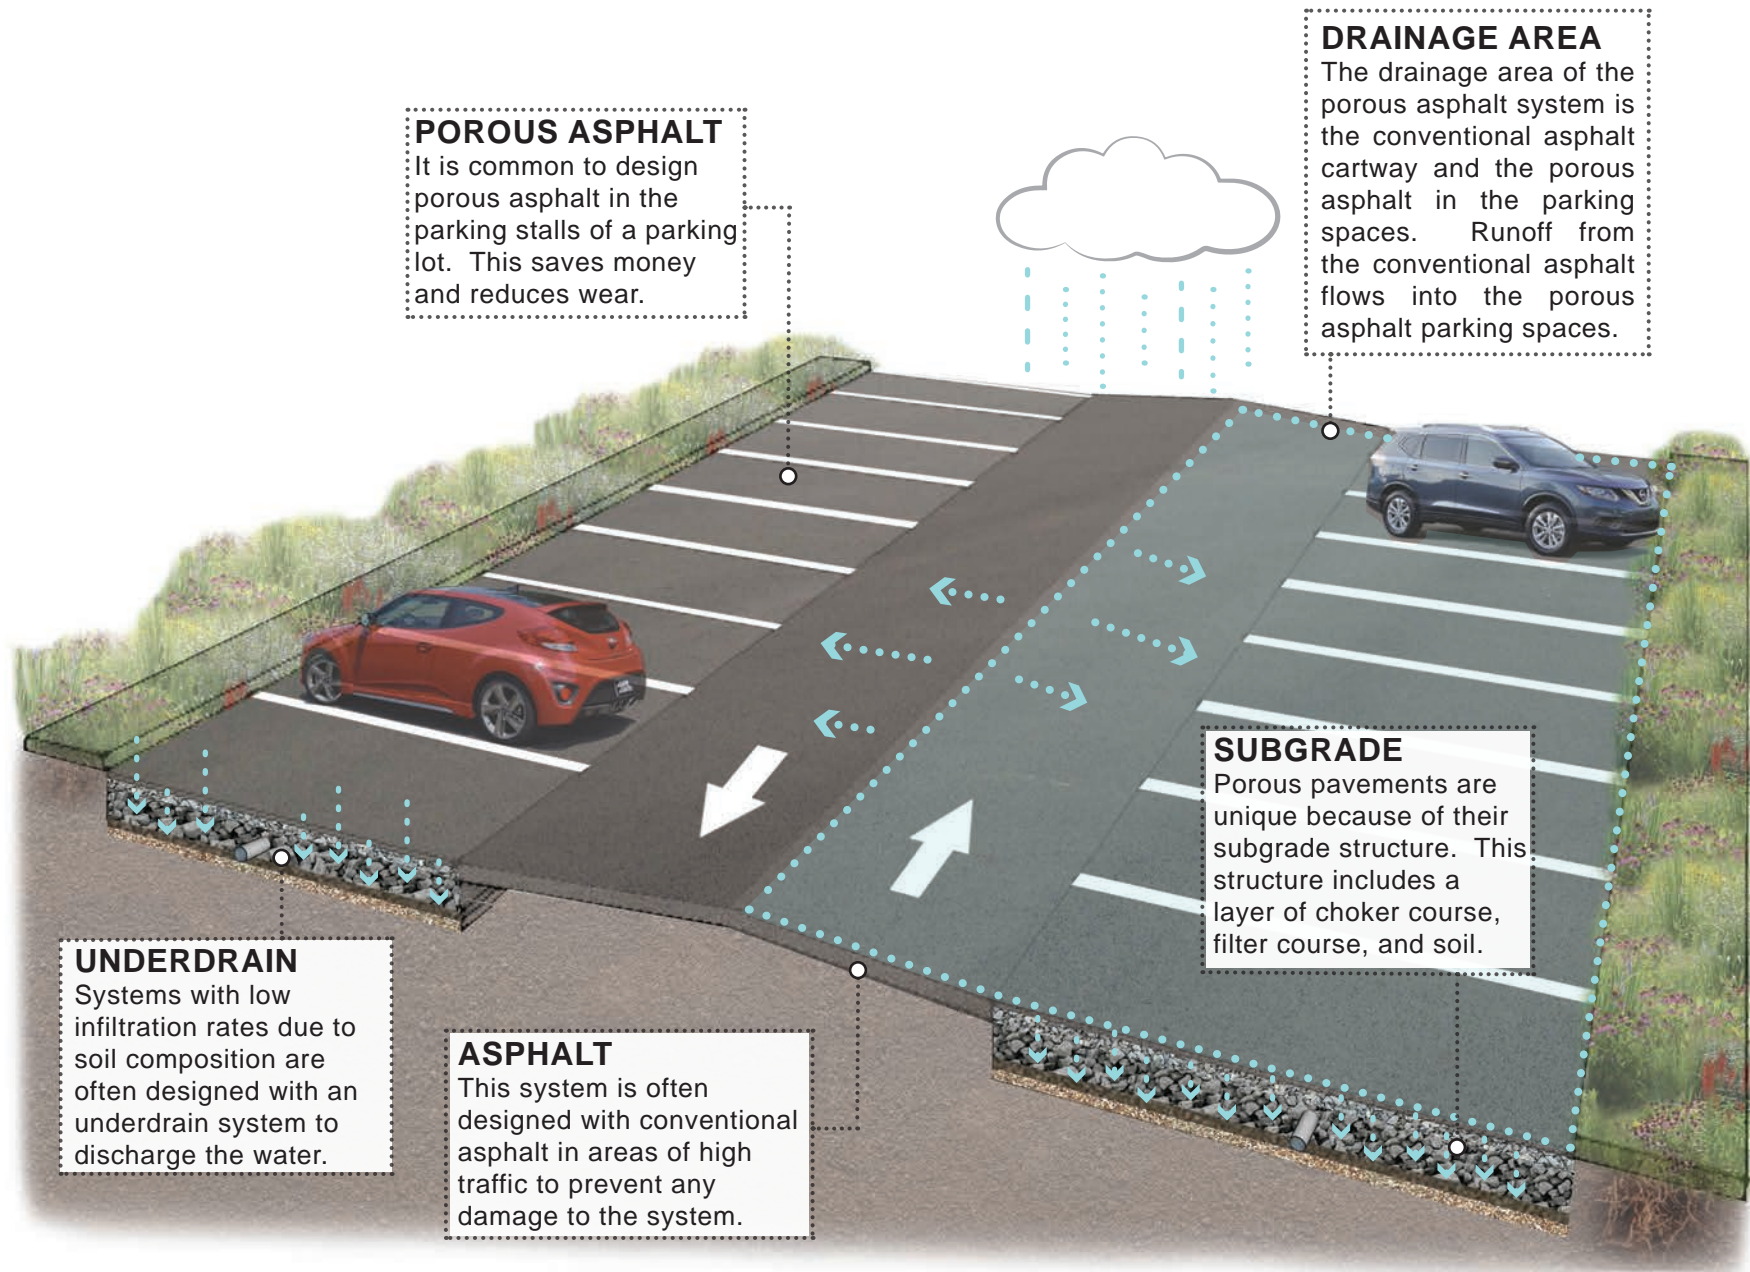 POROUS ASPHALT
It is common to design
porous asphalt in the
parking stalls of a parking
lot.  This saves money
and reduces wear.
DRAINAGE AREA
The drainage area of the
porous asphalt system is
the conventional asphalt
cartway and the porous
asphalt in the parking
spaces.  Runoff from
the conventional asphalt
flows into the porous
asphalt parking spaces.
SUBGRADE
Porous pavements are
unique because of their
subgrade structure.  This
structure includes a
layer of choker course,
filter course, and soil.
UNDERDRAIN
Systems with low
infiltration rates due to
soil composition are
often designed with an
underdrain system to
discharge the water.
ASPHALT
This system is often
designed with conventional
asphalt in areas of high
traffic to prevent any
damage to the system.